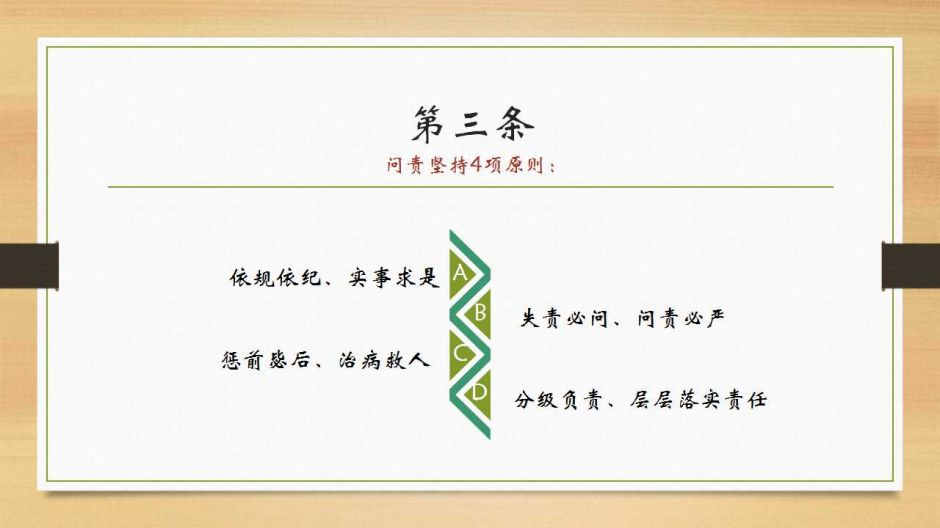 第三条
问责坚持4项原则：
依规依纪、实事求是
A
B
失责必问、问责必严
惩前毖后、治病救人
C
D
分级负责、层层落实责任